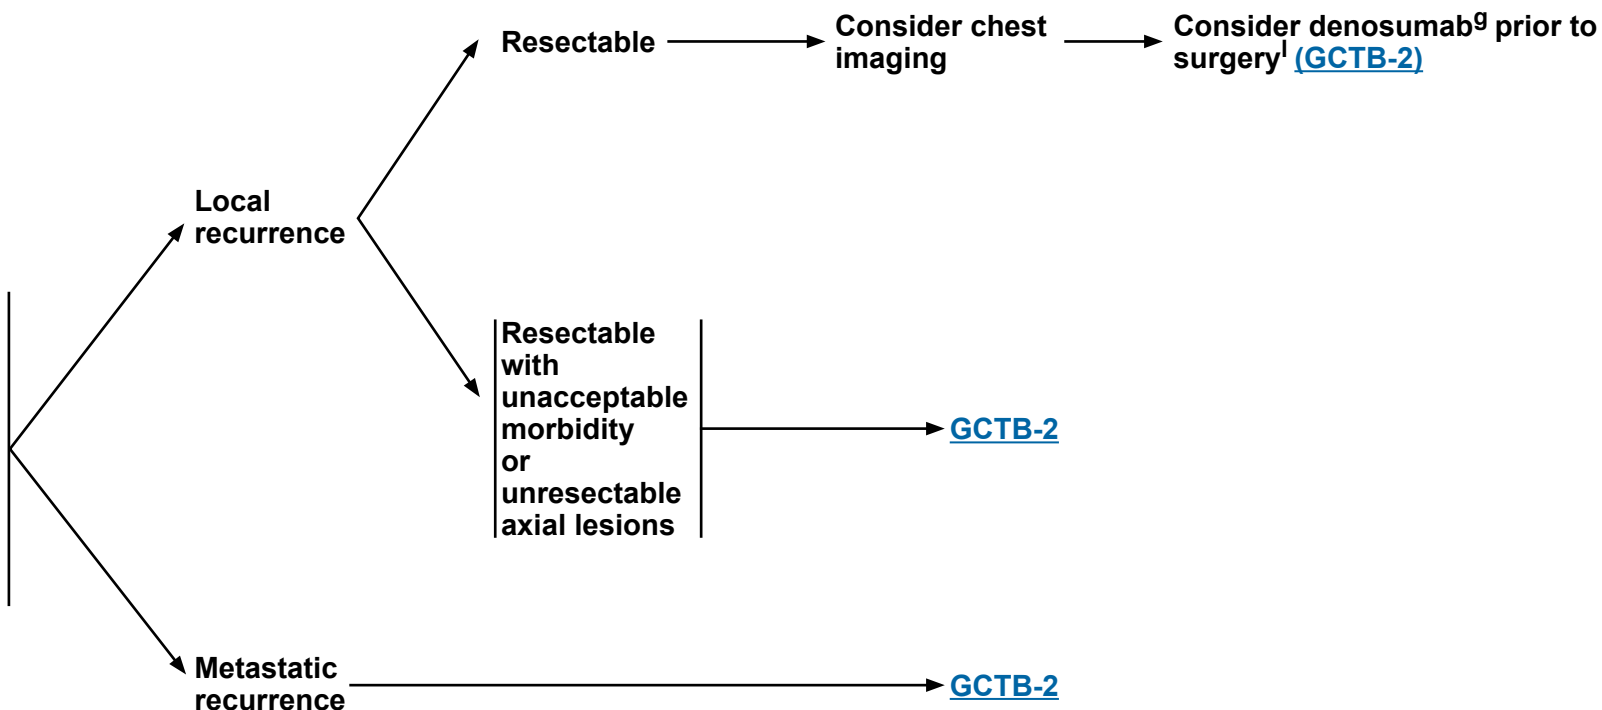 Resectable
Consider chest
imaging
Consider denosumabg prior to
surgeryl (GCTB-2)
Local
recurrence
Resectable
with
unacceptable
morbidity
or
unresectable
axial lesions
GCTB-2
Metastatic
recurrence
GCTB-2